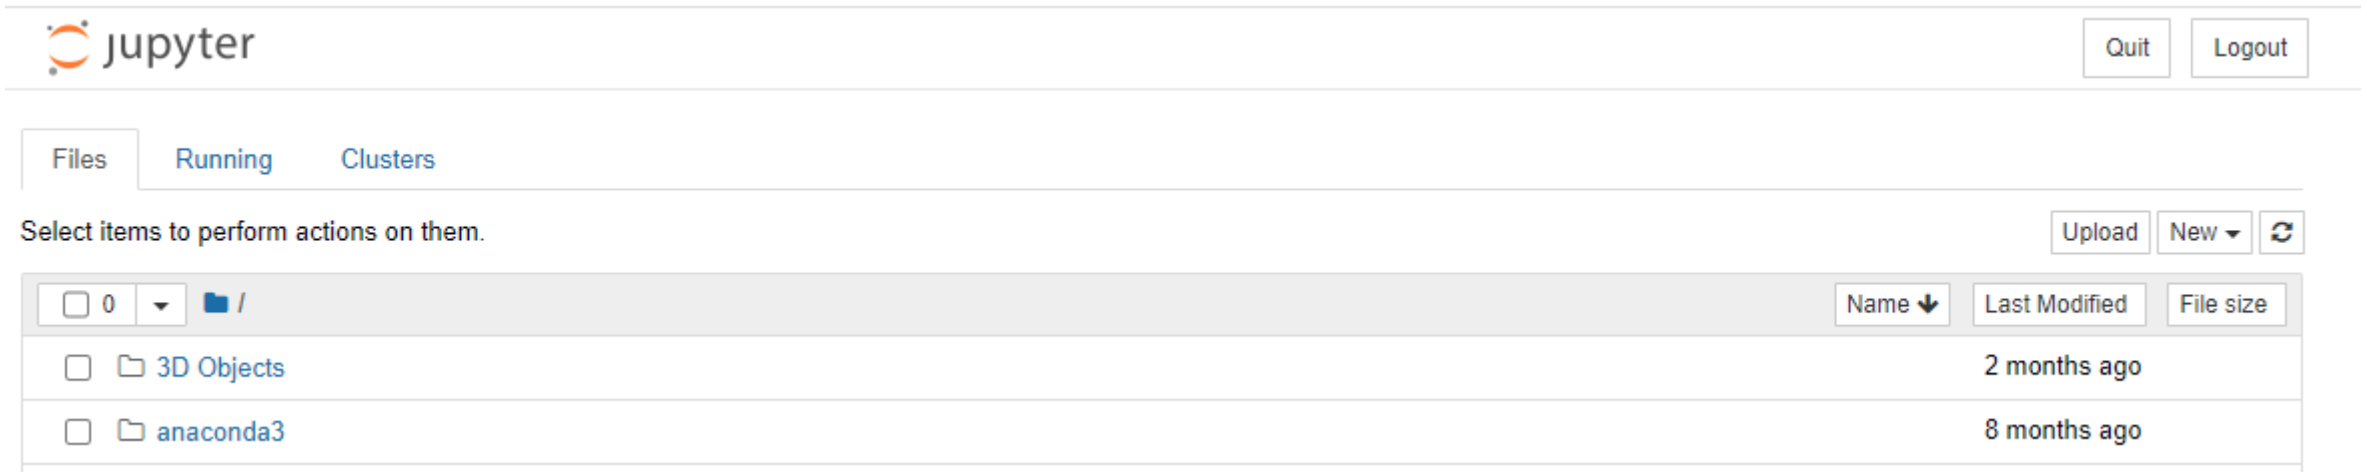 jupyter Quit Logout
Files Running Clusters
Select items to perform actions on them. Upload New
0 / Name Last Modified File size
3D Objects 2 months ago
anaconda3 8 months ago